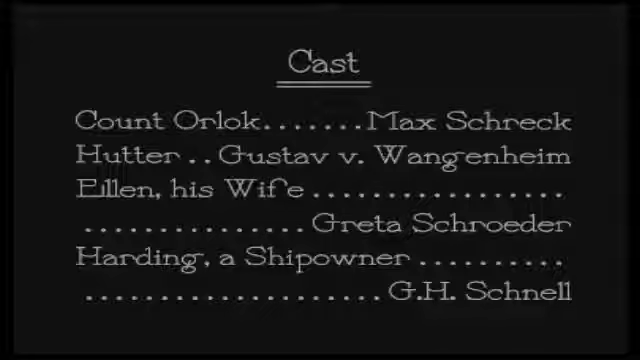 Cast
Count Orlok.......Max Schreck
Hutter..Gustav v. Wangenheim
Ellen, his Wife.................
...............Greta Schroeder
Harding, a Shipowner..........
....................G.H. Schnell